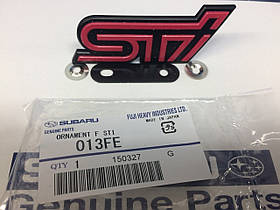 STi
SUBARU
GENUINE PARTS
FUJI HEAVY INDUSTRIES LTD.
MADE IN JAPAN
ORNAMENT F STI
013FE
QTY 1
150327
G
SUBARU
Genuine Parts